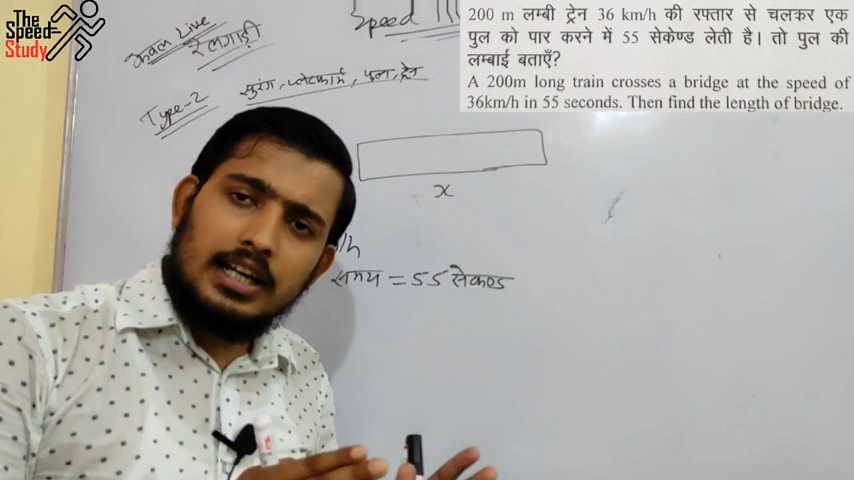 The
Speed
Study
केवल Live
रेलगाड़ी
Speed
Type-2
सुरंग, प्लेटफार्म, पुल, ट्रेन
200 m लम्बी ट्रेन 36 km/h की रफ्तार से चलकर एक
पुल को पार करने में 55 सेकेण्ड लेती है। तो पुल की
लम्बाई बताएँ?
A 200m long train crosses a bridge at the speed of
36km/h in 55 seconds. Then find the length of bridge.
x
/h
समय = 55 सेकण्ड